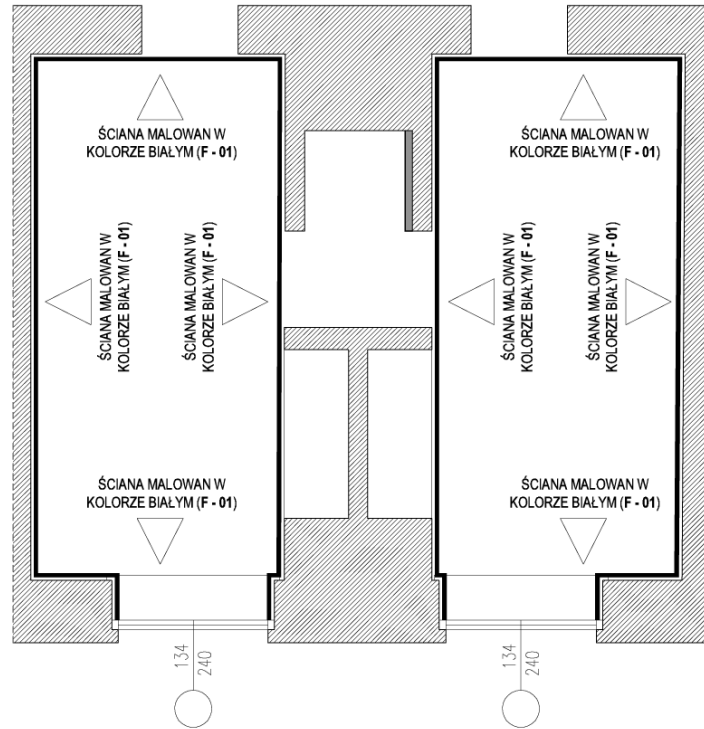 ŚCIANA MALOWAN W
KOLORZE BIAŁYM (F - 01)
ŚCIANA MALOWAN W
KOLORZE BIAŁYM (F - 01)
ŚCIANA MALOWAN W
KOLORZE BIAŁYM (F - 01)
ŚCIANA MALOWAN W
KOLORZE BIAŁYM (F - 01)
ŚCIANA MALOWAN W
KOLORZE BIAŁYM (F - 01)
ŚCIANA MALOWAN W
KOLORZE BIAŁYM (F - 01)
ŚCIANA MALOWAN W
KOLORZE BIAŁYM (F - 01)
ŚCIANA MALOWAN W
KOLORZE BIAŁYM (F - 01)
134
240
134
240